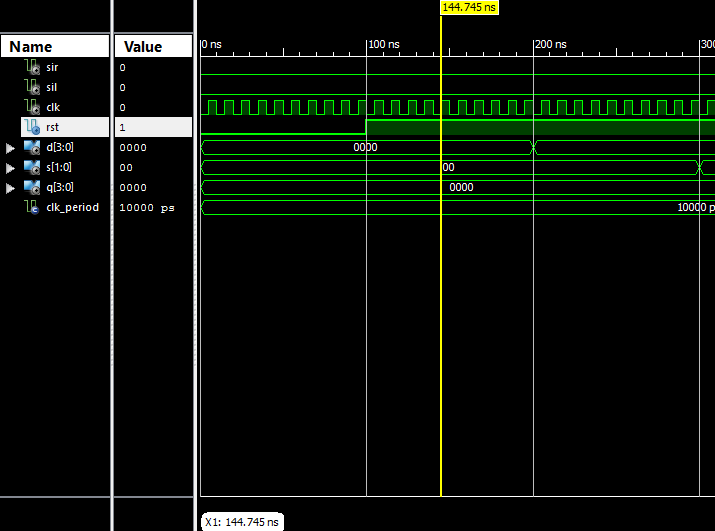 144.745 ns
Name Value 0 ns 100 ns 200 ns 300
sir 0
sil 0
clk 0
rst 1
d[3:0] 0000 0000
s[1:0] 00 00
q[3:0] 0000 0000
clk_period 10000 ps 10000 p
X1: 144.745 ns